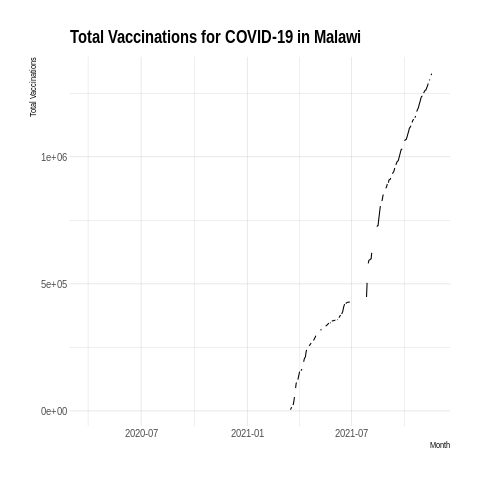 Total Vaccinations for COVID-19 in Malawi
Total Vaccinations
1e+06
5e+05
0e+00
2020-07 2021-01 2021-07
Month